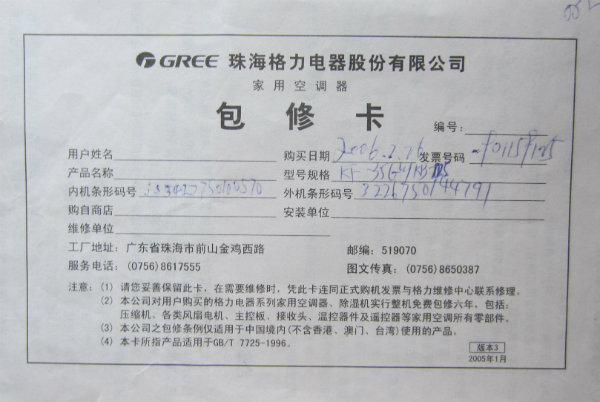 GREE 珠海格力电器股份有限公司
家用空调器
包修卡
编号:
用户姓名 购买日期 2006.2.26 发票号码
产品名称 型号规格
内机条形码号 外机条形码号 3226750144791
购自商店 安装单位
维修单位
工厂地址: 广东省珠海市前山金鸡西路 邮编: 519070
服务电话: (0756)8617555 图文传真: (0756)8650387
注意: (1) 请您妥善保留此卡, 在需要维修时, 凭此卡连同正式购机发票与格力维修中心联系修理.
(2) 本公司对用户购买的格力电器系列家用空调器、除湿机实行整机免费包修六年, 包括:
压缩机、各类风扇电机、主控板、接收头、温控器件及遥控器等家用空调所有零部件.
(3) 本公司之包修条例仅适用于中国境内(不含香港、澳门、台湾)使用的产品.
(4) 本卡所指产品适用于GB/T 7725-1996.
版本3
2005年1月